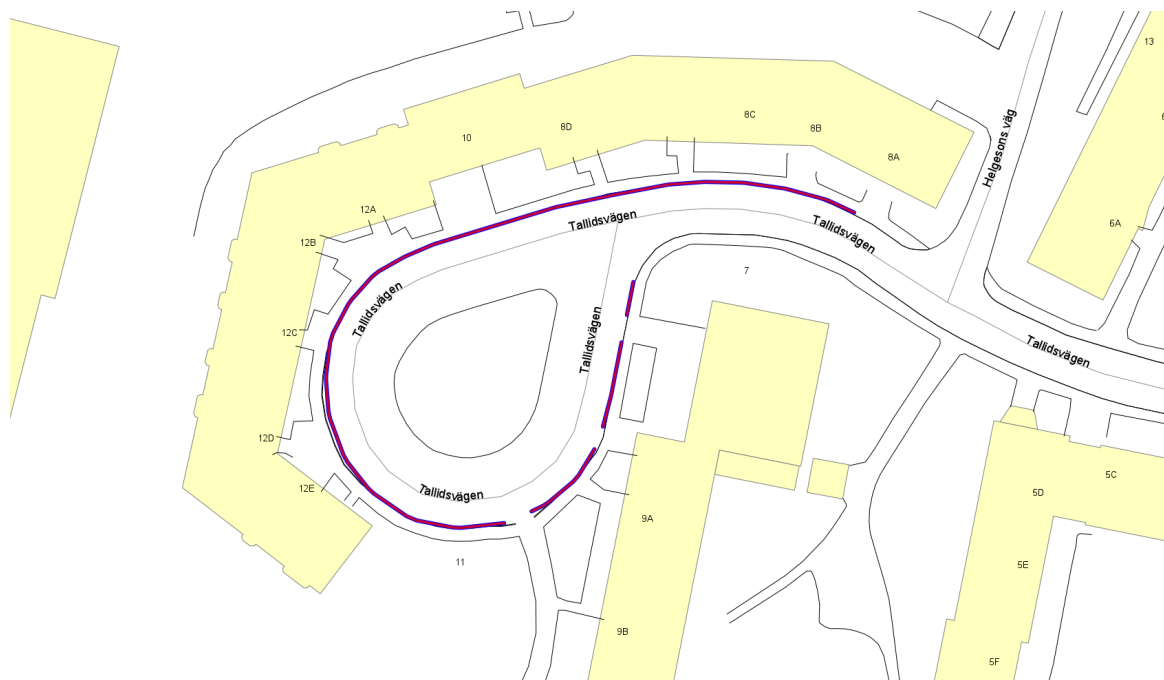 13
8C
8D
8B
10
8A
Helgesons väg
12A
Tallidsvägen
Tallidsvägen
6A
12B
7
Tallidsvägen
12C
Tallidsvägen
Tallidsvägen
12D
5C
12E
Tallidsvägen
5D
9A
11
5E
9B
5F